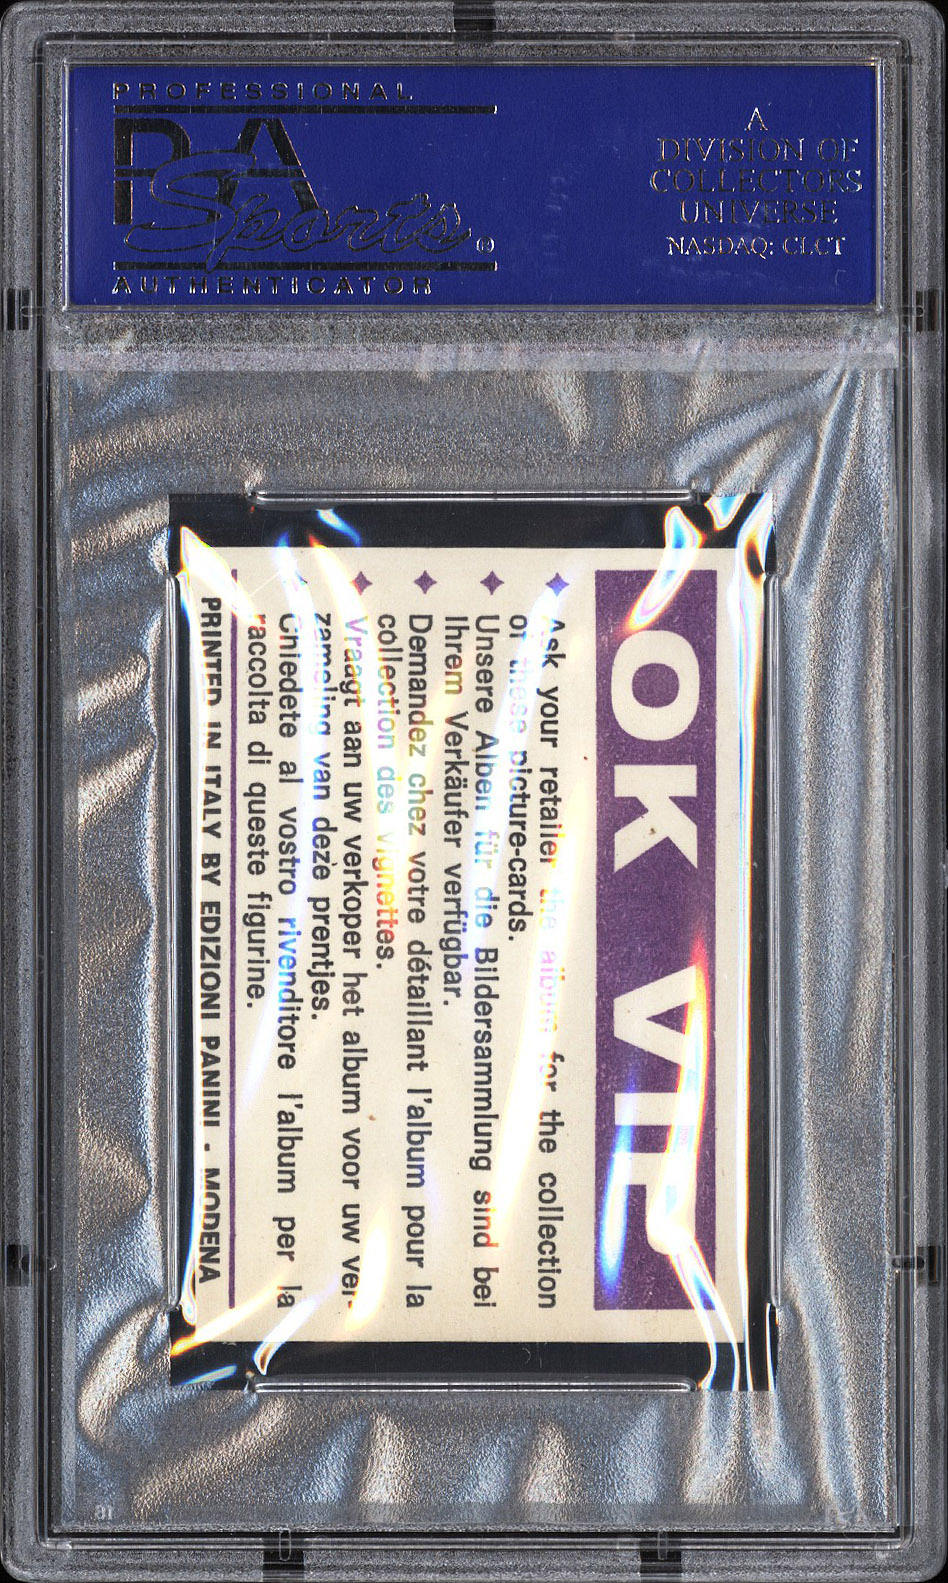 PROFESSIONAL
PSA
Sports®
AUTHENTICATOR
A
DIVISION OF
COLLECTORS
UNIVERSE
NASDAQ: CLCT
OK VIP
Ask your retailer the album for the collection
of these picture-cards.
Unsere Alben für die Bildersammlung sind bei
Ihrem Verkäufer verfügbar.
Demandez chez votre détaillant l'album pour la
collection des vignettes.
Vraagt aan uw verkoper het album voor uw ver-
zameling van deze prentjes.
Chiedete al vostro rivenditore l'album per la
raccolta di queste figurine.
PRINTED IN ITALY BY EDIZIONI PANINI - MODENA